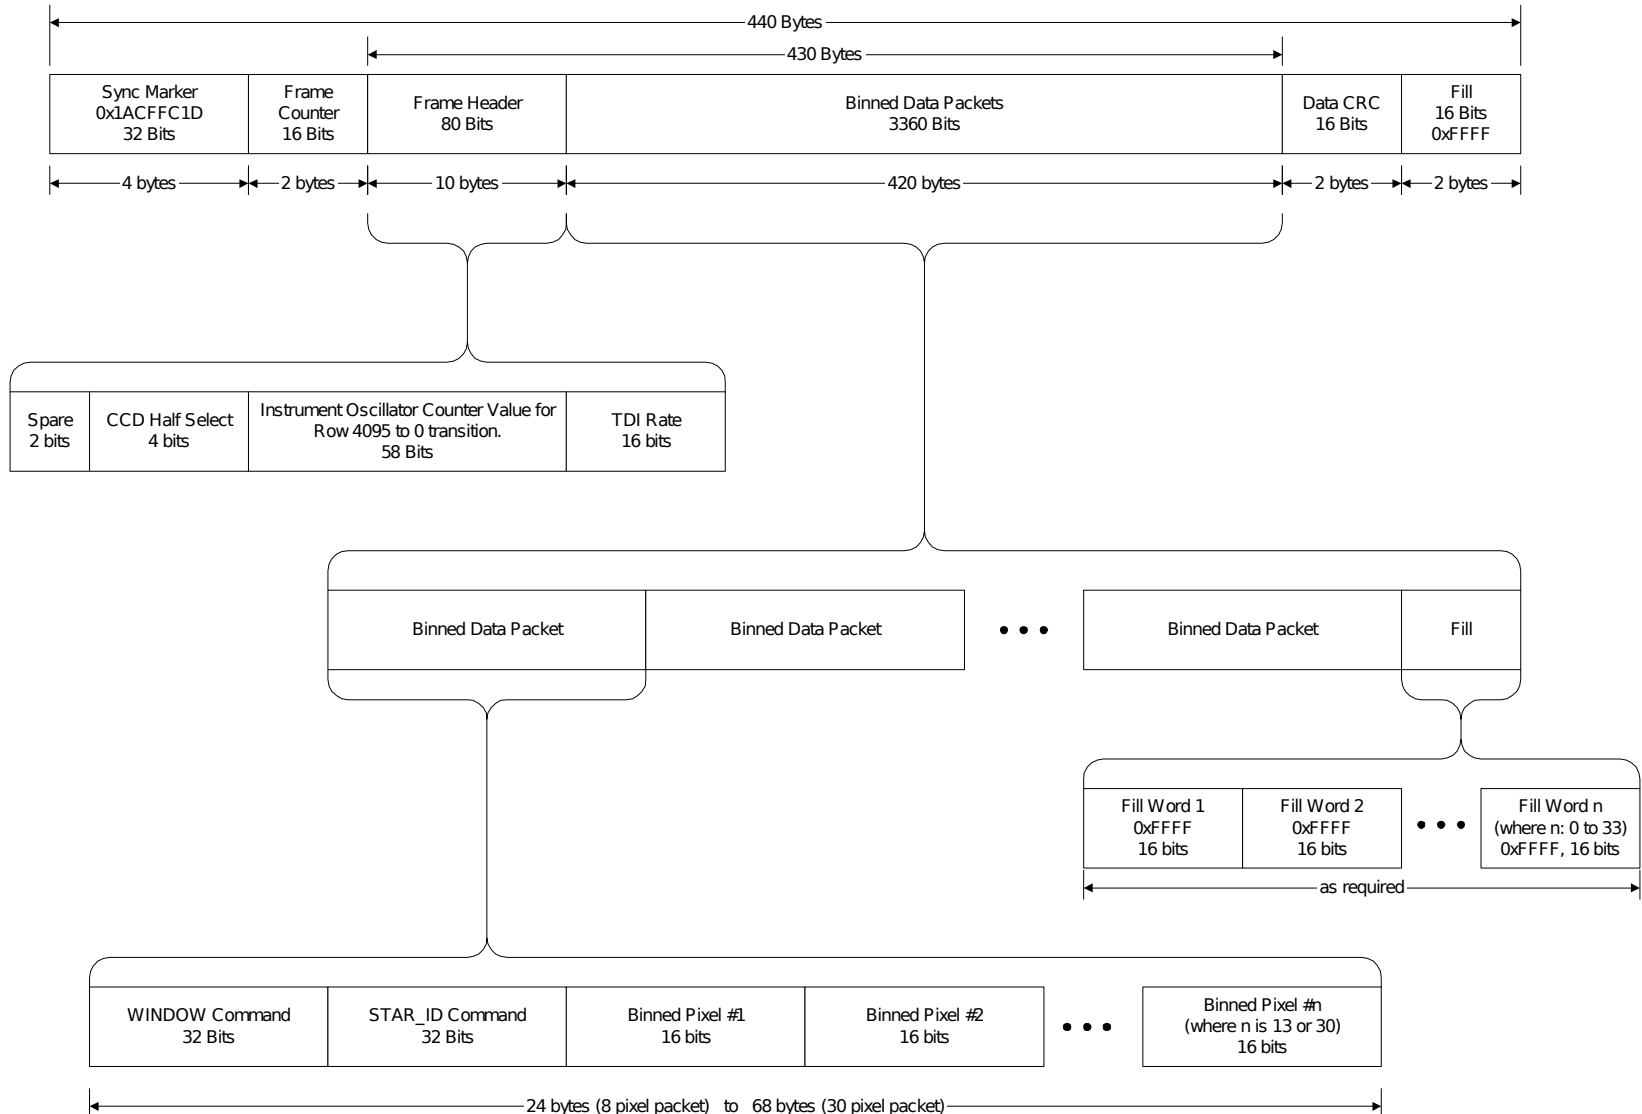 440 Bytes
430 Bytes
Sync Marker
0x1ACFFC1D
32 Bits
Frame
Counter
16 Bits
Frame Header
80 Bits
Binned Data Packets
3360 Bits
Data CRC
16 Bits
Fill
16 Bits
0xFFFF
4 bytes
2 bytes
10 bytes
420 bytes
2 bytes
2 bytes
Spare
2 bits
CCD Half Select
4 bits
Instrument Oscillator Counter Value for
Row 4095 to 0 transition.
58 Bits
TDI Rate
16 bits
Binned Data Packet
Binned Data Packet
Binned Data Packet
Fill
Fill Word 1
0xFFFF
16 bits
Fill Word 2
0xFFFF
16 bits
Fill Word n
(where n: 0 to 33)
0xFFFF, 16 bits
as required
WINDOW Command
32 Bits
STAR_ID Command
32 Bits
Binned Pixel #1
16 bits
Binned Pixel #2
16 bits
Binned Pixel #n
(where n is 13 or 30)
16 bits
24 bytes (8 pixel packet) to 68 bytes (30 pixel packet)